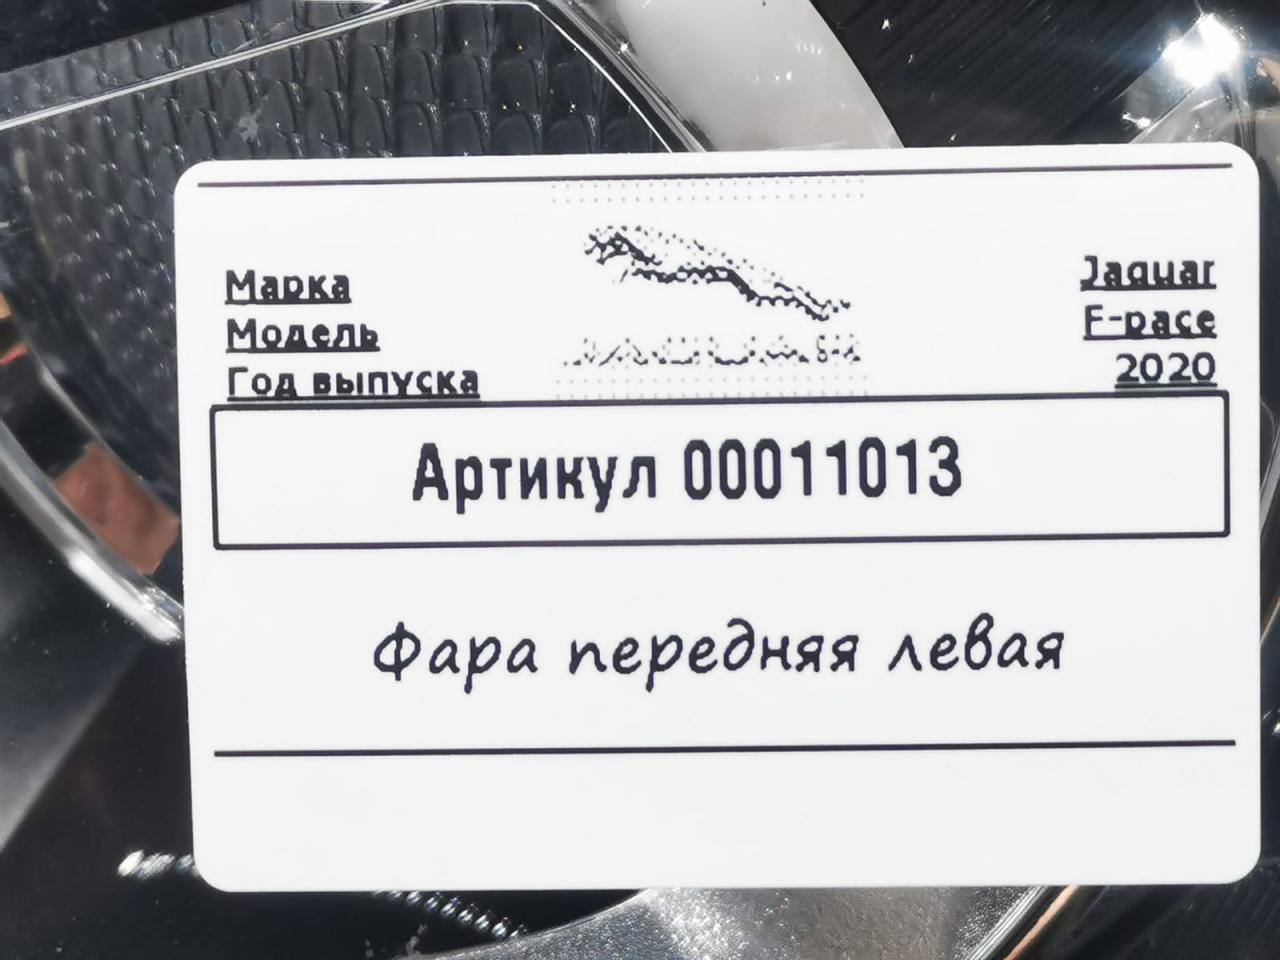 Марка Jaguar
Модель F-pace
Год выпуска 2020
Артикул 00011013
Фара передняя левая